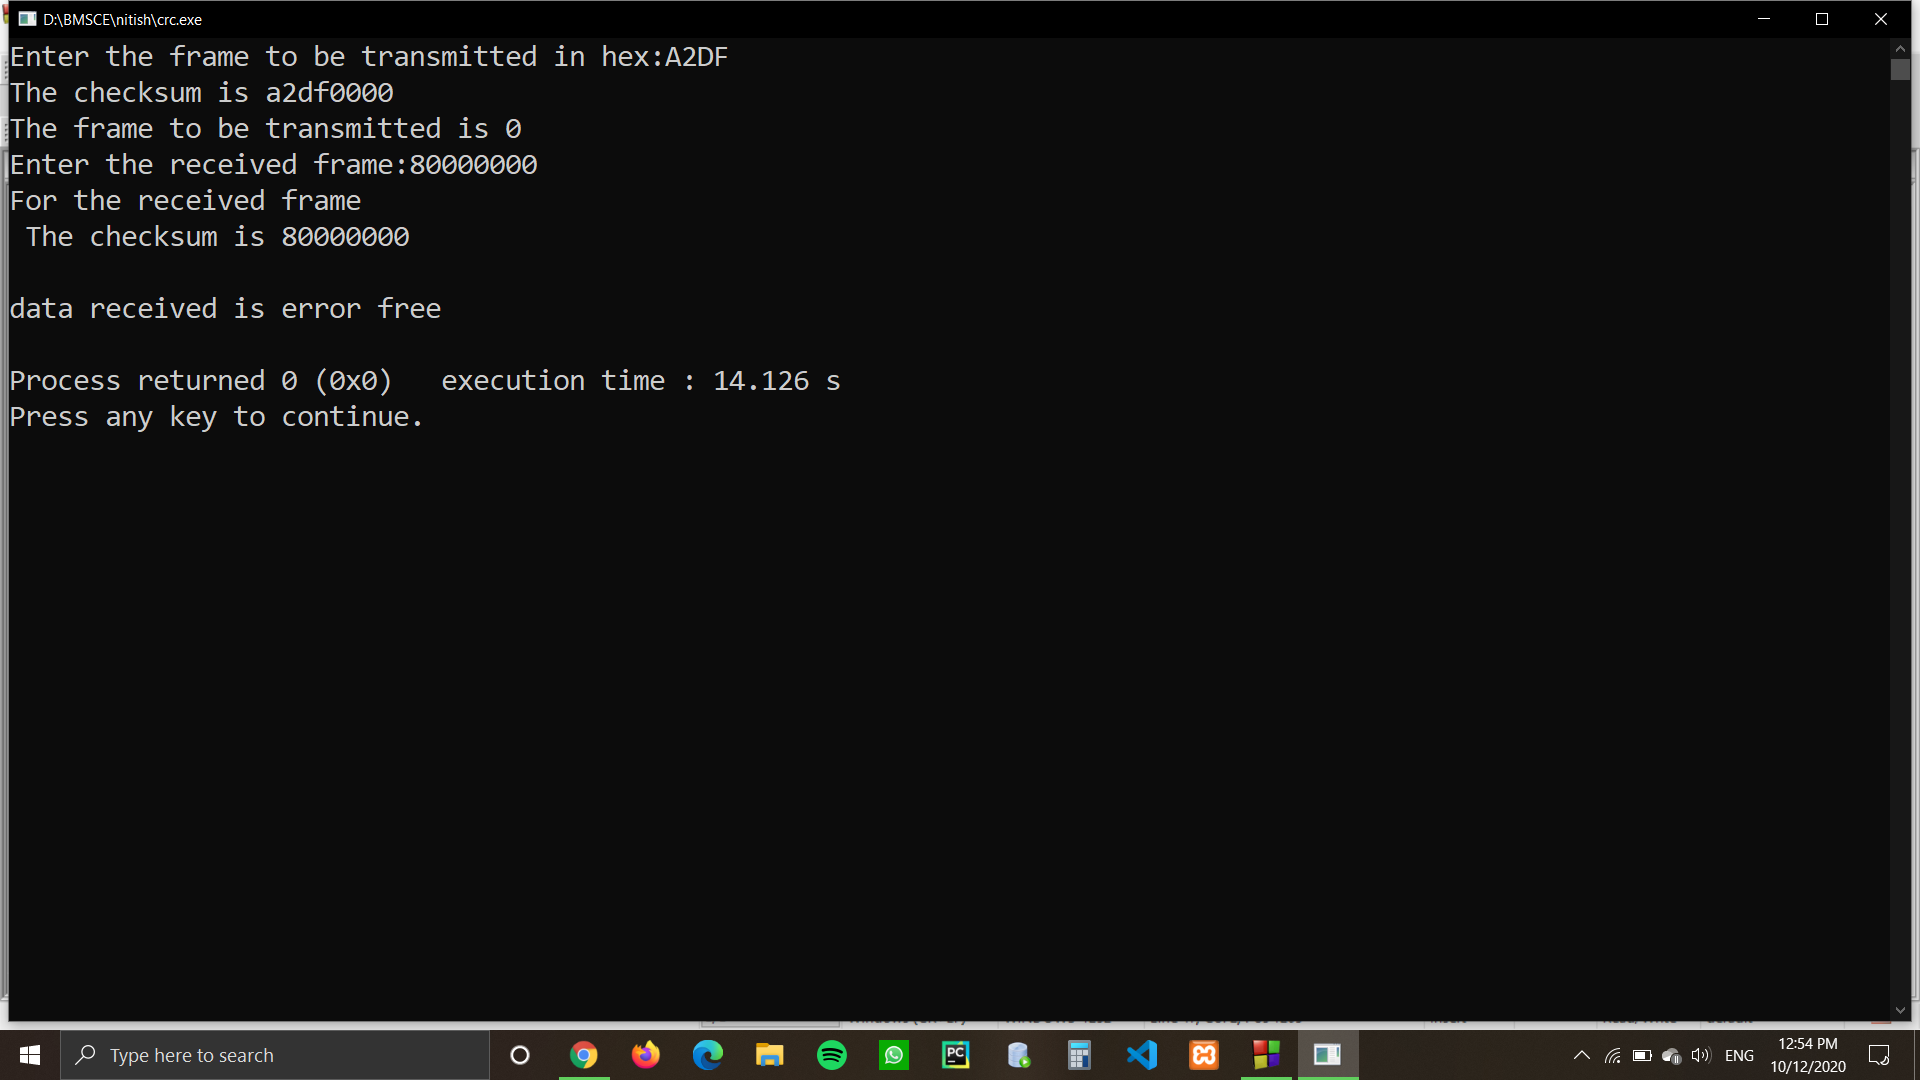 D:\BMSCE\nitish\crc.exe
Enter the frame to be transmitted in hex:A2DF
The checksum is a2df0000
The frame to be transmitted is 0
Enter the received frame:80000000
For the received frame
 The checksum is 80000000
data received is error free
Process returned 0 (0x0)   execution time : 14.126 s
Press any key to continue.
Type here to search
PC
ENG
12:54 PM
10/12/2020